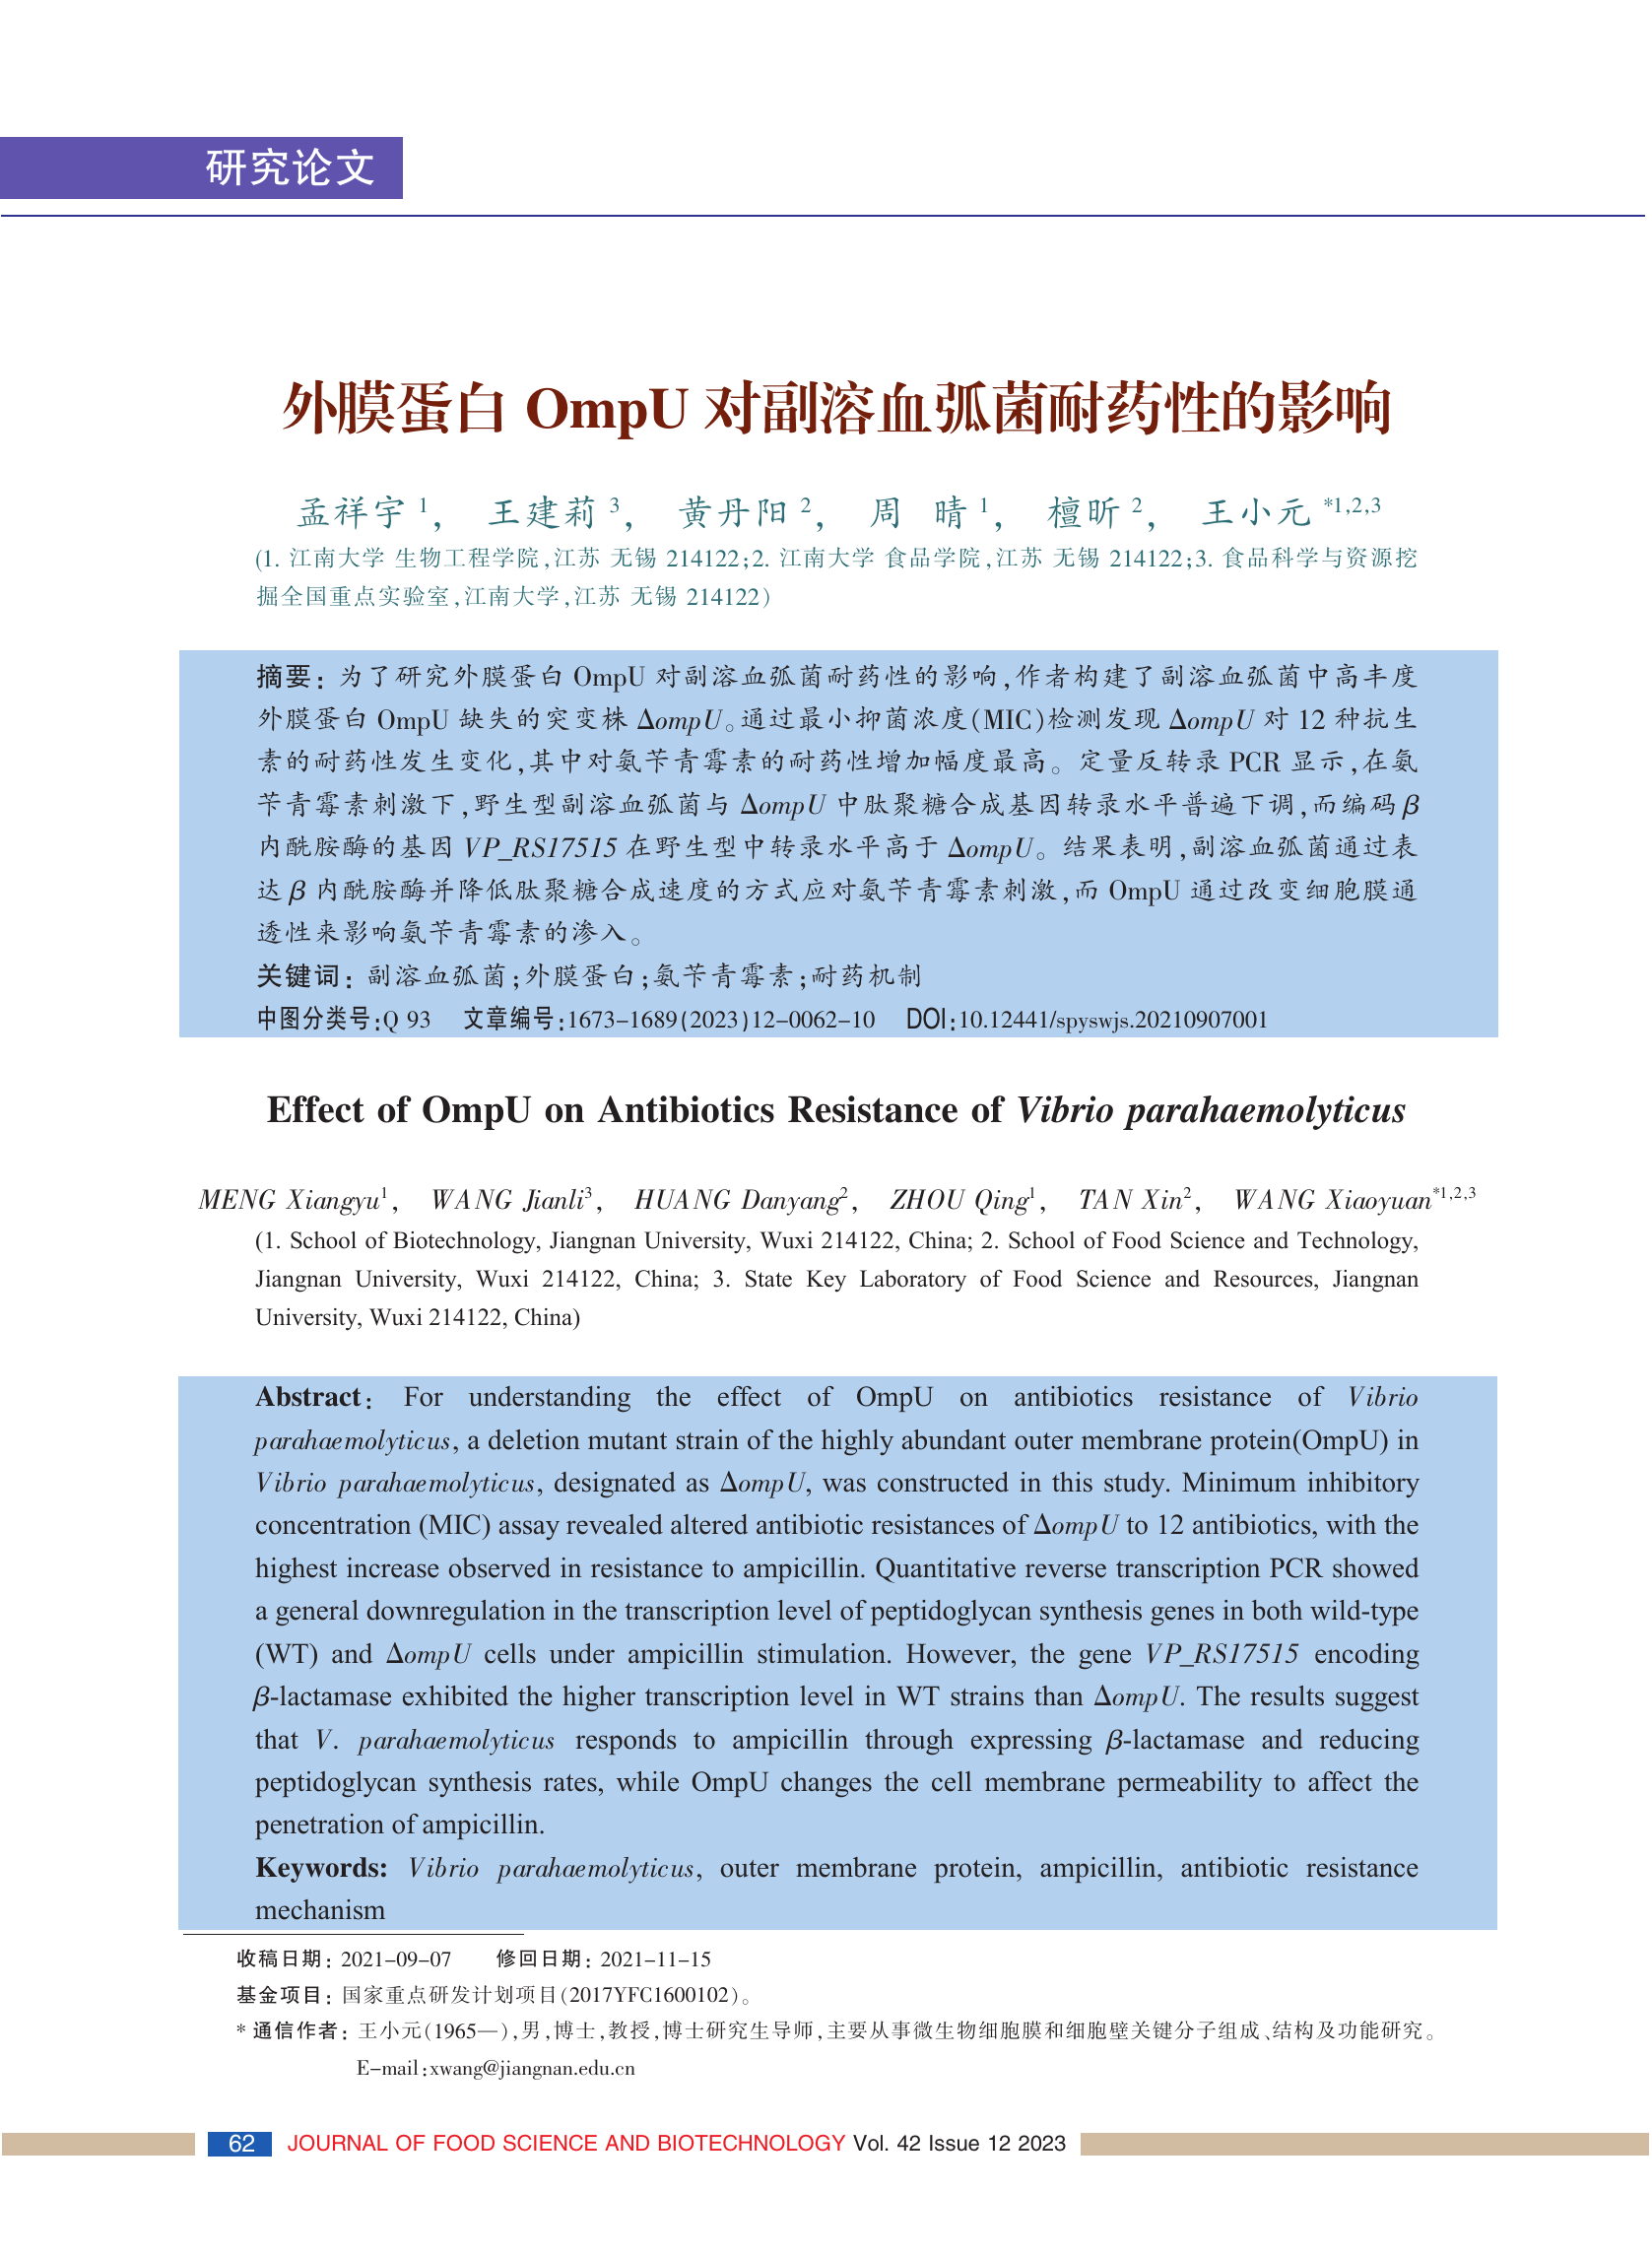 研究论文
外膜蛋白 OmpU 对副溶血弧菌耐药性的影响
孟祥宇 1， 王建莉 3， 黄丹阳 2， 周 晴 1， 檀昕 2， 王小元 *1,2,3
(1. 江南大学 生物工程学院,江苏 无锡 214122;2. 江南大学 食品学院,江苏 无锡 214122;3. 食品科学与资源挖
掘全国重点实验室,江南大学,江苏 无锡 214122)
摘要: 为了研究外膜蛋白 OmpU 对副溶血弧菌耐药性的影响,作者构建了副溶血弧菌中高丰度
外膜蛋白 OmpU 缺失的突变株 ΔompU。通过最小抑菌浓度(MIC)检测发现 ΔompU 对 12 种抗生
素的耐药性发生变化,其中对氨苄青霉素的耐药性增加幅度最高。定量反转录 PCR 显示,在氨
苄青霉素刺激下,野生型副溶血弧菌与 ΔompU 中肽聚糖合成基因转录水平普遍下调,而编码 β
内酰胺酶的基因 VP_RS17515 在野生型中转录水平高于 ΔompU。结果表明,副溶血弧菌通过表
达 β 内酰胺酶并降低肽聚糖合成速度的方式应对氨苄青霉素刺激,而 OmpU 通过改变细胞膜通
透性来影响氨苄青霉素的渗入。
关键词: 副溶血弧菌;外膜蛋白;氨苄青霉素;耐药机制
中图分类号:Q 93 文章编号:1673-1689(2023)12-0062-10 DOI:10.12441/spyswjs.20210907001
Effect of OmpU on Antibiotics Resistance of Vibrio parahaemolyticus
MENG Xiangyu1, WANG Jianli3, HUANG Danyang2, ZHOU Qing1, TAN Xin2, WANG Xiaoyuan*1,2,3
(1. School of Biotechnology, Jiangnan University, Wuxi 214122, China; 2. School of Food Science and Technology,
Jiangnan University, Wuxi 214122, China; 3. State Key Laboratory of Food Science and Resources, Jiangnan
University, Wuxi 214122, China)
Abstract: For understanding the effect of OmpU on antibiotics resistance of Vibrio
parahaemolyticus, a deletion mutant strain of the highly abundant outer membrane protein(OmpU) in
Vibrio parahaemolyticus, designated as ΔompU, was constructed in this study. Minimum inhibitory
concentration (MIC) assay revealed altered antibiotic resistances of ΔompU to 12 antibiotics, with the
highest increase observed in resistance to ampicillin. Quantitative reverse transcription PCR showed
a general downregulation in the transcription level of peptidoglycan synthesis genes in both wild-type
(WT) and ΔompU cells under ampicillin stimulation. However, the gene VP_RS17515 encoding
β-lactamase exhibited the higher transcription level in WT strains than ΔompU. The results suggest
that V. parahaemolyticus responds to ampicillin through expressing β-lactamase and reducing
peptidoglycan synthesis rates, while OmpU changes the cell membrane permeability to affect the
penetration of ampicillin.
Keywords: Vibrio parahaemolyticus, outer membrane protein, ampicillin, antibiotic resistance
mechanism
收稿日期: 2021-09-07 修回日期: 2021-11-15
基金项目: 国家重点研发计划项目(2017YFC1600102)。
* 通信作者: 王小元(1965—),男,博士,教授,博士研究生导师,主要从事微生物细胞膜和细胞壁关键分子组成、结构及功能研究。
E-mail:xwang@jiangnan.edu.cn
62 JOURNAL OF FOOD SCIENCE AND BIOTECHNOLOGY Vol. 42 Issue 12 2023